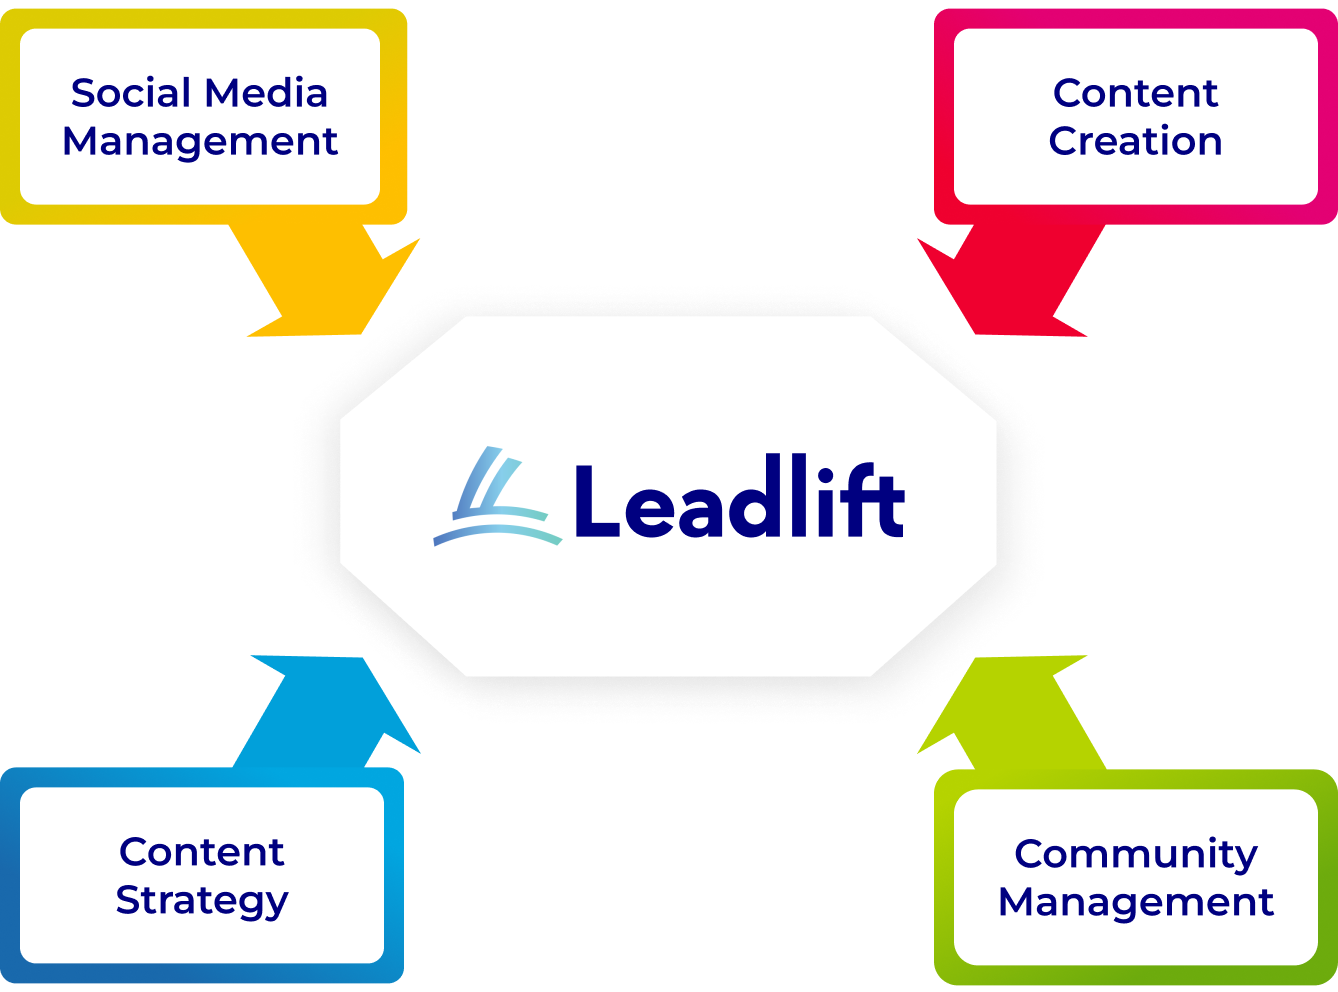 Social Media
Management
Content
Creation
Leadlift
Content
Strategy
Community
Management